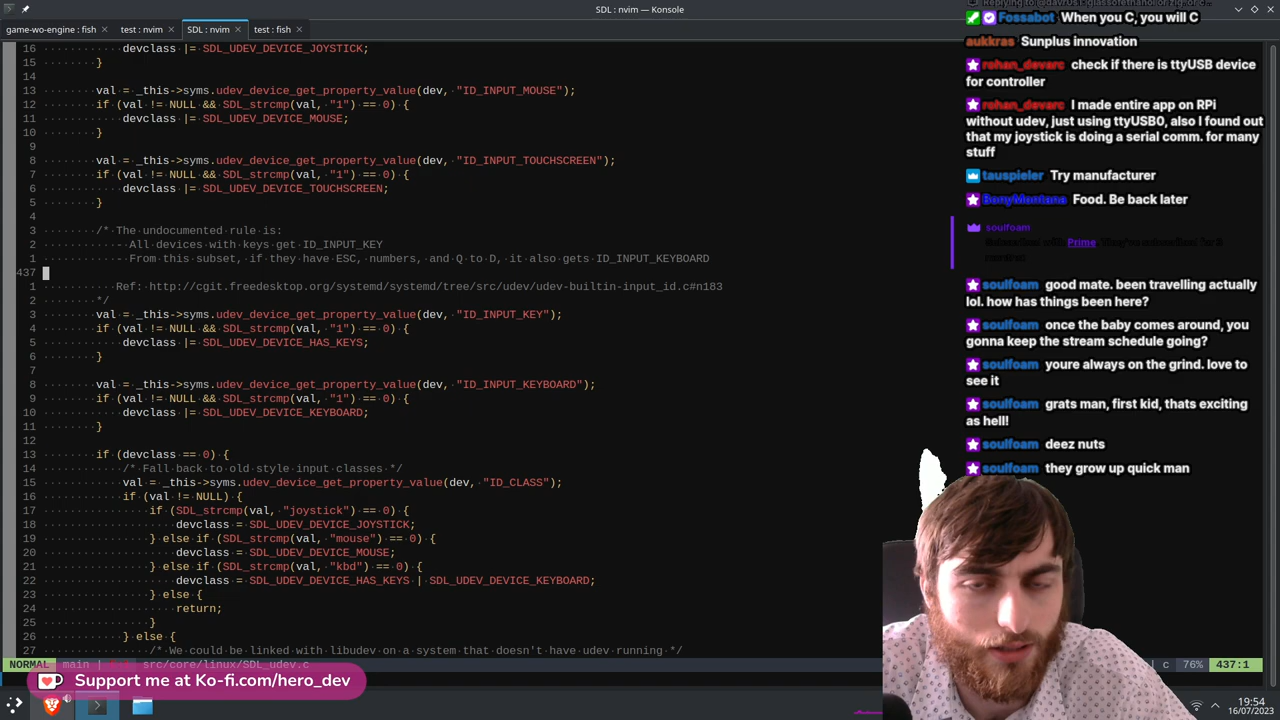 SDL : nvim — Konsole
game-wo-engine : fish
test : nvim
SDL : nvim
test : fish
16 devclass |= SDL_UDEV_DEVICE_JOYSTICK;
15 }
14
13 val = _this->syms.udev_device_get_property_value(dev, "ID_INPUT_MOUSE");
12 if (val != NULL && SDL_strcmp(val, "1") == 0) {
11 devclass |= SDL_UDEV_DEVICE_MOUSE;
10 }
9
8 val = _this->syms.udev_device_get_property_value(dev, "ID_INPUT_TOUCHSCREEN");
7 if (val != NULL && SDL_strcmp(val, "1") == 0) {
6 devclass |= SDL_UDEV_DEVICE_TOUCHSCREEN;
5 }
4
3 /* The undocumented rule is:
2 - All devices with keys get ID_INPUT_KEY
1 - From this subset, if they have ESC, numbers, and Q to D, it also gets ID_INPUT_KEYBOARD
437
1 Ref: http://cgit.freedesktop.org/systemd/systemd/tree/src/udev/udev-builtin-input_id.c#n183
2 */
3 val = _this->syms.udev_device_get_property_value(dev, "ID_INPUT_KEY");
4 if (val != NULL && SDL_strcmp(val, "1") == 0) {
5 devclass |= SDL_UDEV_DEVICE_HAS_KEYS;
6 }
7
8 val = _this->syms.udev_device_get_property_value(dev, "ID_INPUT_KEYBOARD");
9 if (val != NULL && SDL_strcmp(val, "1") == 0) {
10 devclass |= SDL_UDEV_DEVICE_KEYBOARD;
11 }
12
13 if (devclass == 0) {
14 /* Fall back to old style input classes */
15 val = _this->syms.udev_device_get_property_value(dev, "ID_CLASS");
16 if (val != NULL) {
17 if (SDL_strcmp(val, "joystick") == 0) {
18 devclass = SDL_UDEV_DEVICE_JOYSTICK;
19 } else if (SDL_strcmp(val, "mouse") == 0) {
20 devclass = SDL_UDEV_DEVICE_MOUSE;
21 } else if (SDL_strcmp(val, "kbd") == 0) {
22 devclass = SDL_UDEV_DEVICE_HAS_KEYS | SDL_UDEV_DEVICE_KEYBOARD;
23 } else {
24 return;
25 }
26 } else {
27 /* We could be linked with libudev on a system that doesn't have udev running */
NORMAL main | src/core/linux/SDL_udev.c | c 76% 437:1
Support me at Ko-fi.com/hero_dev
19:54
16/07/2023
Fossabot When you C, you will C
aukkras Sunplus innovation
rohan_devarc check if there is ttyUSB device
for controller
rohan_devarc I made entire app on RPi
without udev, just using ttyUSB0, also I found out
that my joystick is doing a serial comm. for many
stuff
tauspieler Try manufacturer
BonyMontana Food. Be back later
soulfoam
Prime
soulfoam good mate. been travelling actually
lol. how has things been here?
soulfoam once the baby comes around, you
gonna keep the stream schedule going?
soulfoam youre always on the grind. love to
see it
soulfoam grats man, first kid, thats exciting
as hell!
soulfoam deez nuts
soulfoam they grow up quick man